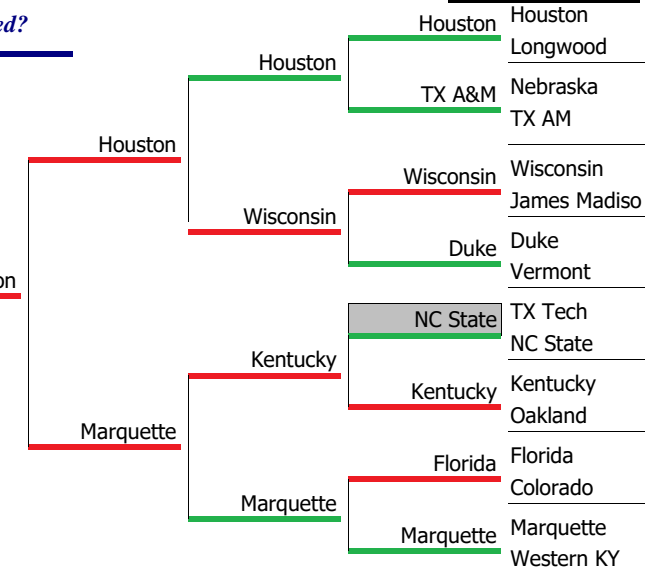 ed?
Houston
Houston
Longwood
Houston
TX A&M
Nebraska
TX AM
Houston
Wisconsin
Wisconsin
James Madiso
Wisconsin
Duke
Duke
Vermont
on
NC State
TX Tech
NC State
Kentucky
Kentucky
Kentucky
Oakland
Marquette
Florida
Florida
Colorado
Marquette
Marquette
Marquette
Western KY